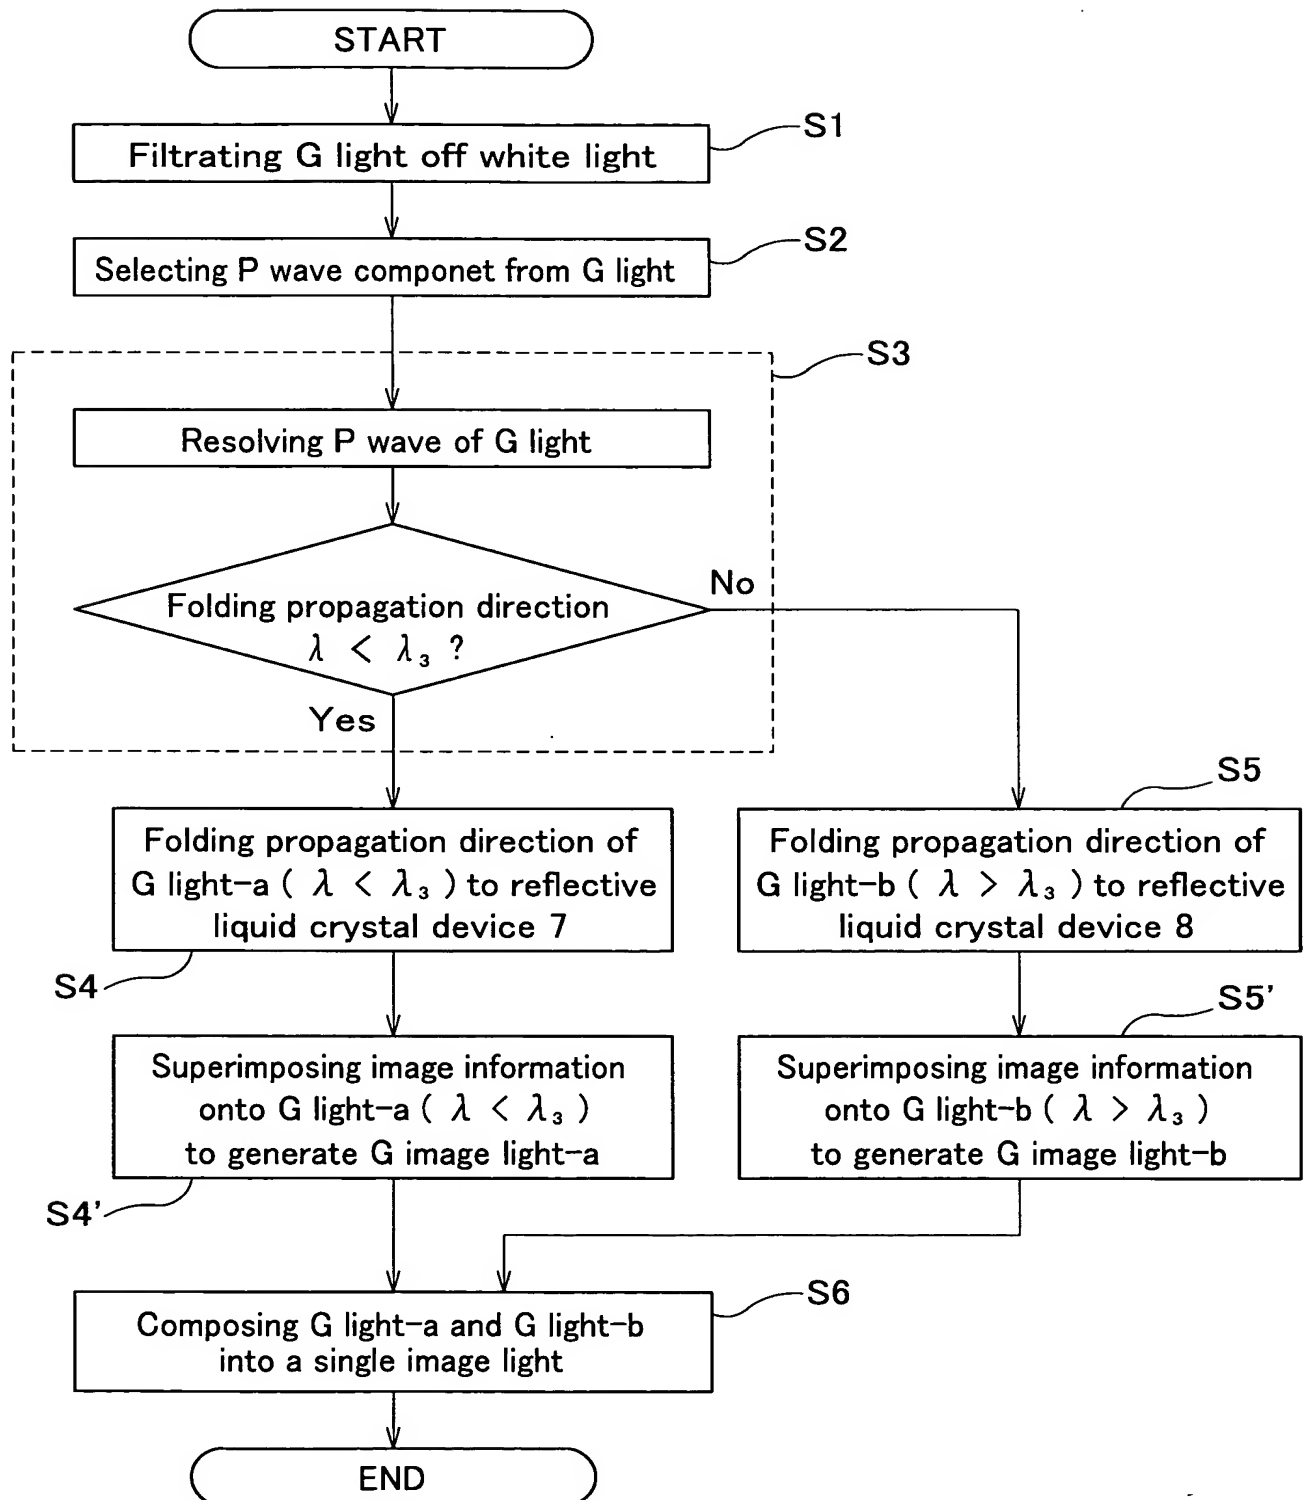 START
S1
Filtrating G light off white light
S2
Selecting P wave componet from G light
S3
Resolving P wave of G light
Folding propagation direction
λ < λ₃ ?
No
Yes
S4
Folding propagation direction of
G light-a ( λ < λ₃ ) to reflective
liquid crystal device 7
S5
Folding propagation direction of
G light-b ( λ > λ₃ ) to reflective
liquid crystal device 8
S4'
Superimposing image information
onto G light-a ( λ < λ₃ )
to generate G image light-a
S5'
Superimposing image information
onto G light-b ( λ > λ₃ )
to generate G image light-b
S6
Composing G light-a and G light-b
into a single image light
END